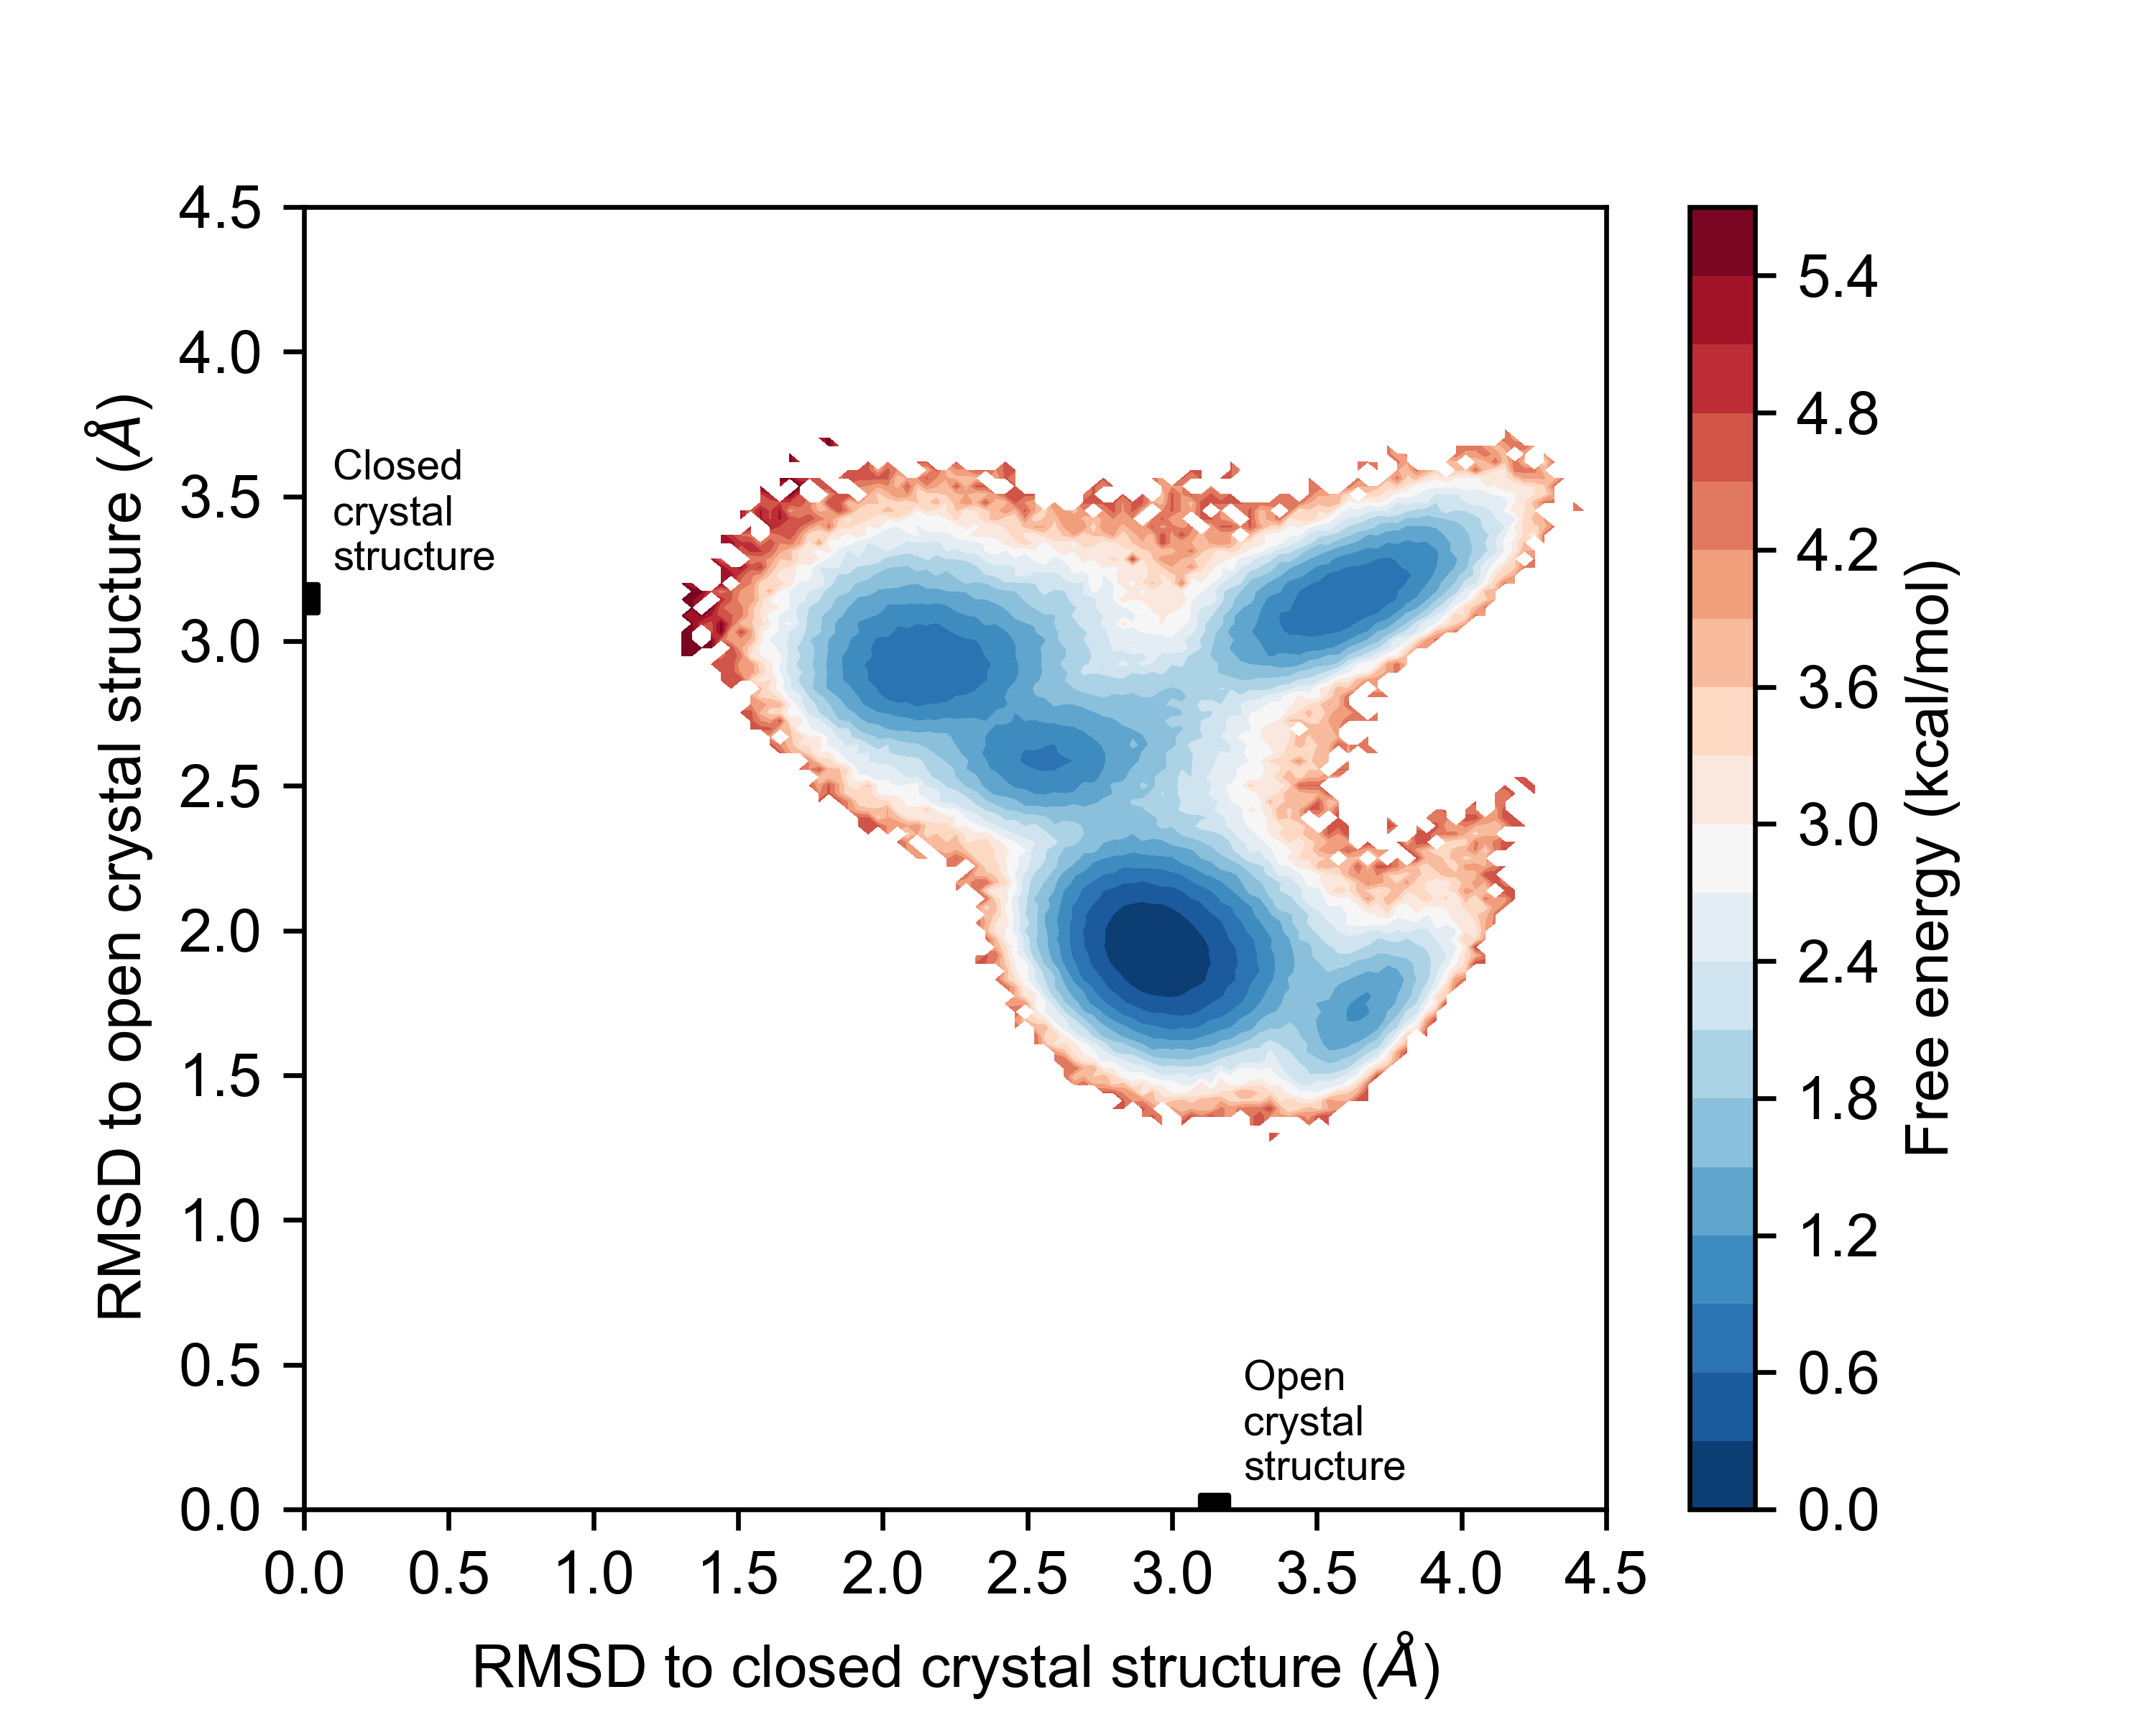 4.5
4.0
3.5
3.0
2.5
2.0
1.5
1.0
0.5
0.0
RMSD to open crystal structure (Å)
Closed
crystal
structure
Open
crystal
structure
0.0 0.5 1.0 1.5 2.0 2.5 3.0 3.5 4.0 4.5
RMSD to closed crystal structure (Å)
5.4
4.8
4.2
3.6
3.0
2.4
1.8
1.2
0.6
0.0
Free energy (kcal/mol)